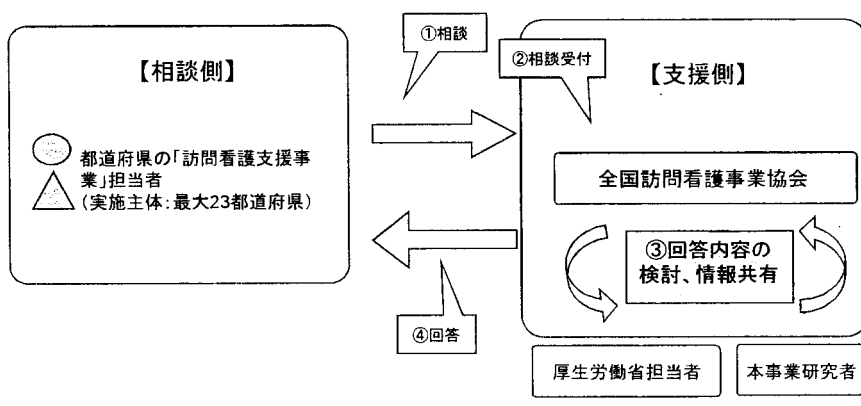 ①相談
②相談受付
【相談側】
【支援側】
都道府県の「訪問看護支援事
業」担当者
(実施主体:最大23都道府県)
全国訪問看護事業協会
③回答内容の
検討、情報共有
④回答
厚生労働省担当者
本事業研究者